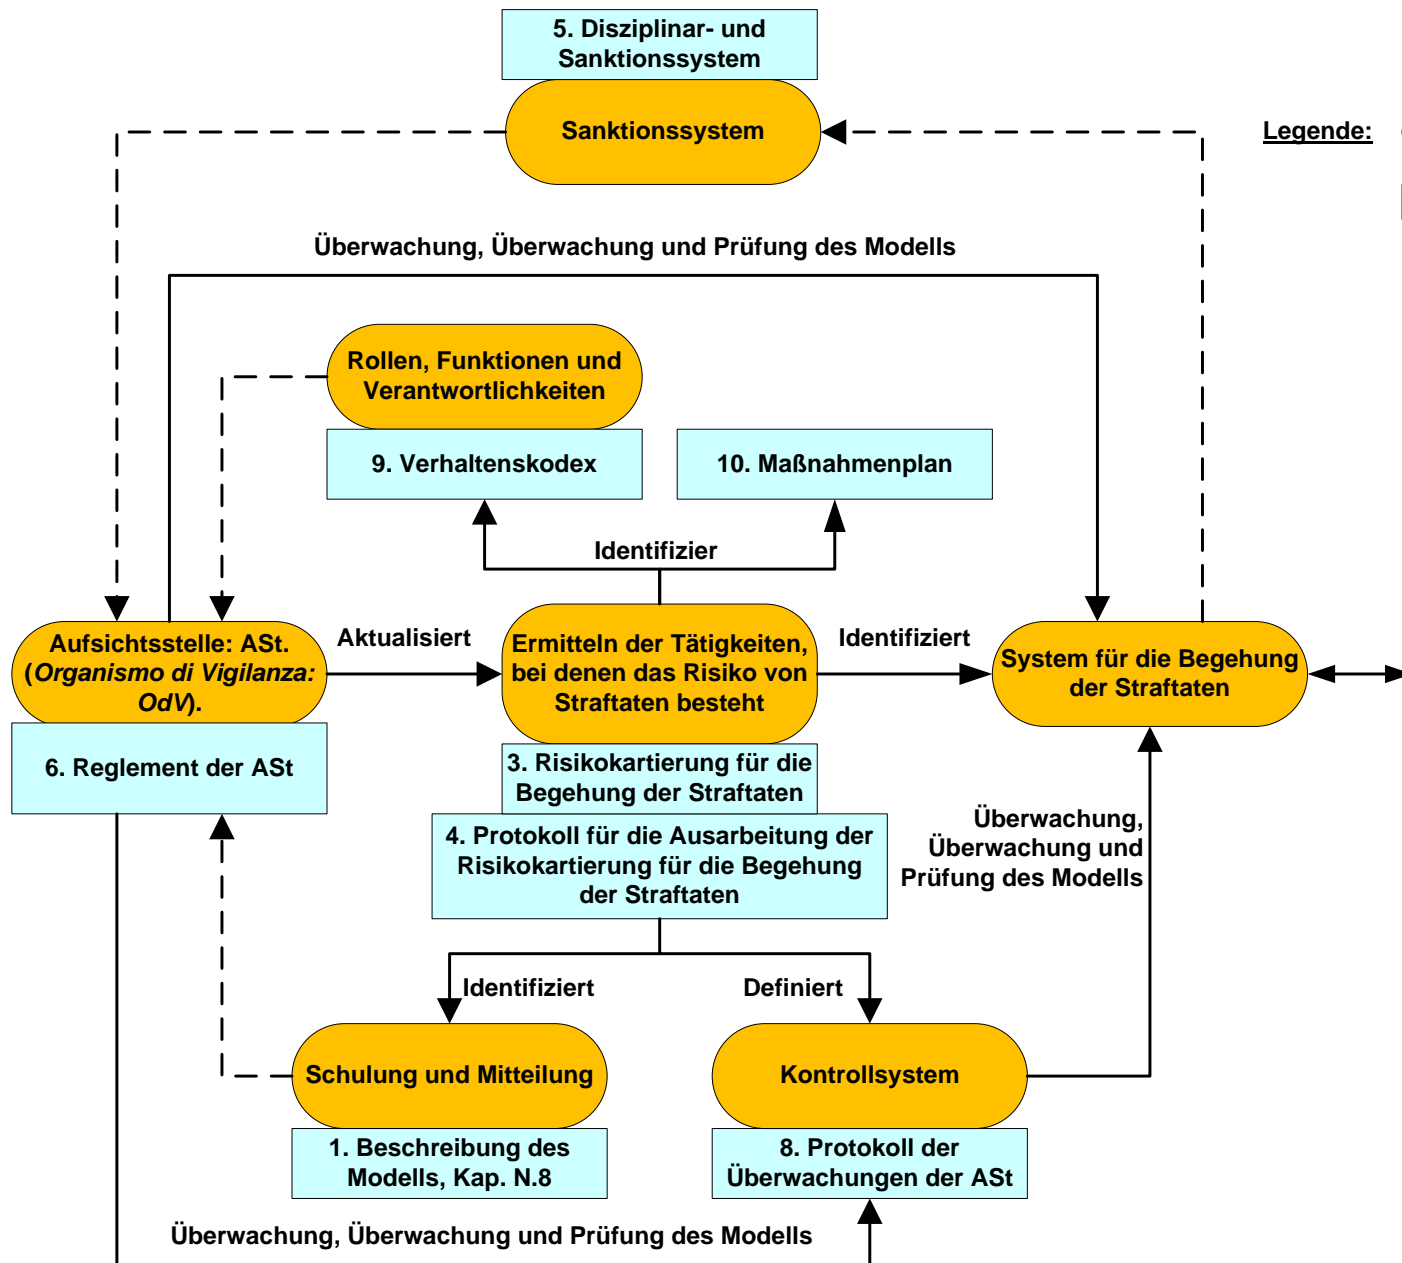 5. Disziplinar- und
Sanktionssystem
Sanktionssystem
Legende:
Überwachung, Überwachung und Prüfung des Modells
Rollen, Funktionen und
Verantwortlichkeiten
9. Verhaltenskodex
10. Maßnahmenplan
Identifizier
Aufsichtsstelle: ASt.
(Organismo di Vigilanza:
OdV).
Aktualisiert
Ermitteln der Tätigkeiten,
bei denen das Risiko von
Straftaten besteht
Identifiziert
System für die Begehung
der Straftaten
6. Reglement der ASt
3. Risikokartierung für die
Begehung der Straftaten
4. Protokoll für die Ausarbeitung der
Risikokartierung für die Begehung
der Straftaten
Überwachung,
Überwachung und
Prüfung des Modells
Identifiziert
Definiert
Schulung und Mitteilung
Kontrollsystem
1. Beschreibung des
Modells, Kap. N.8
8. Protokoll der
Überwachungen der ASt
Überwachung, Überwachung und Prüfung des Modells